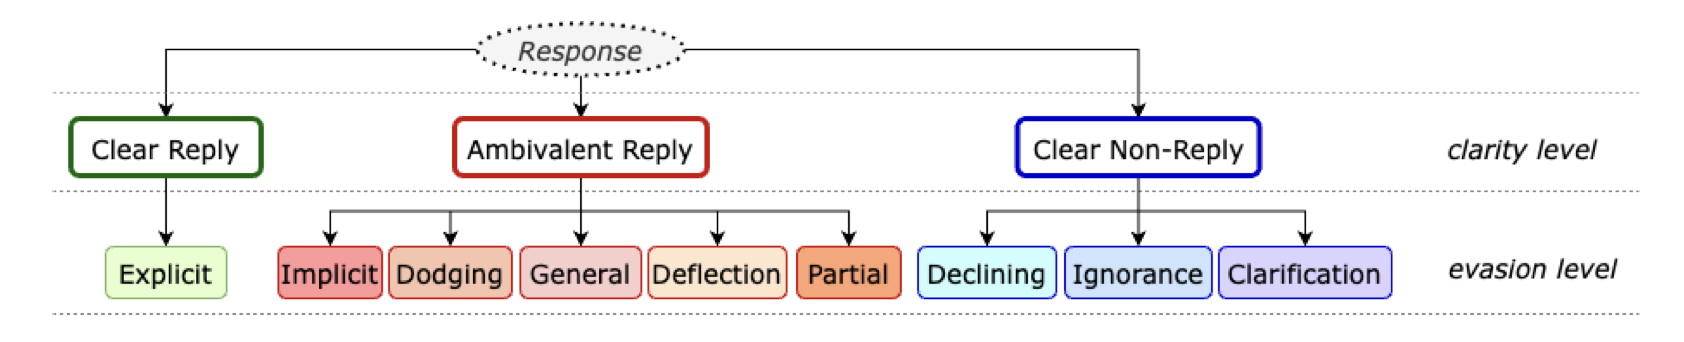 Response
Clear Reply
Ambivalent Reply
Clear Non-Reply
clarity level
Explicit
Implicit
Dodging
General
Deflection
Partial
Declining
Ignorance
Clarification
evasion level